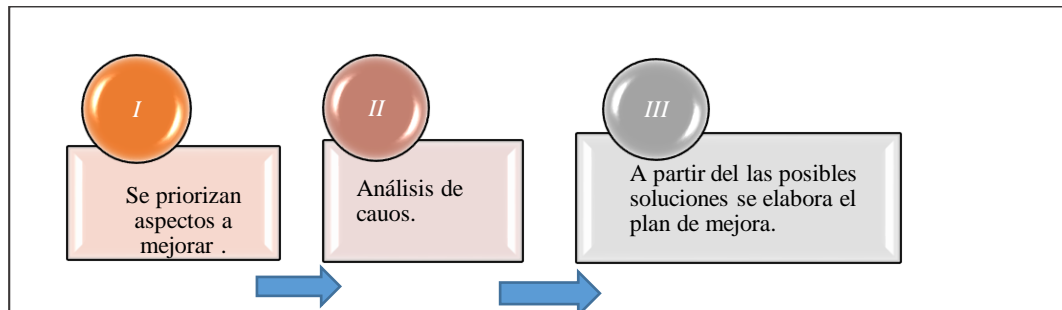 I
Se priorizan
aspectos a
mejorar .
II
Análisis de
cauos.
III
A partir del las posibles
soluciones se elabora el
plan de mejora.